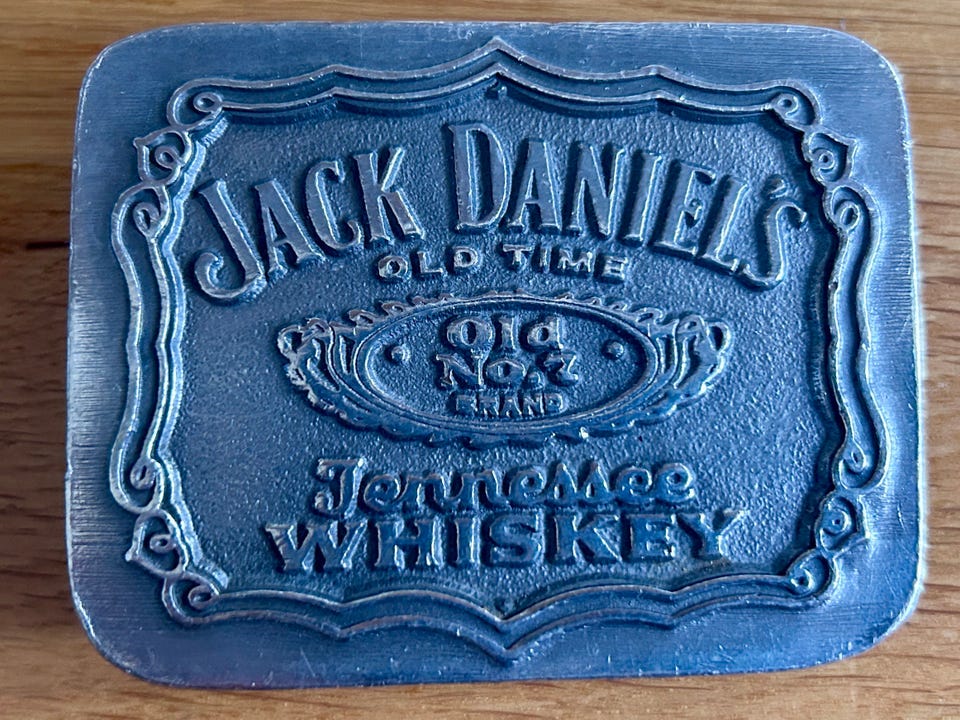 JACK DANIEL'S
OLD TIME
Old
No.7
BRAND
Tennessee
WHISKEY